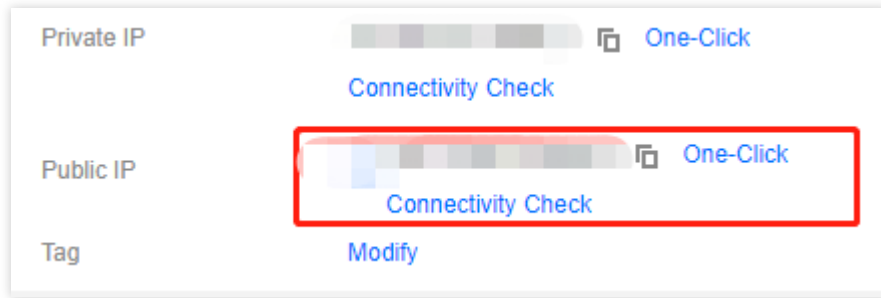 Private IP One-Click
Connectivity Check
Public IP One-Click
Connectivity Check
Tag Modify